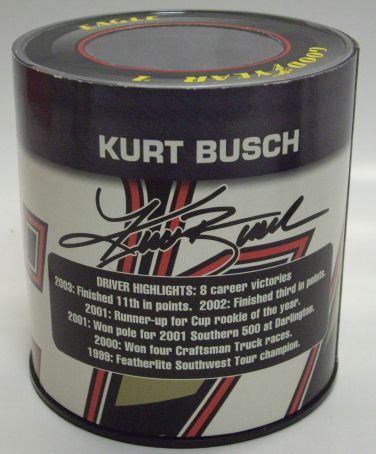 EAGLE
GOODYEAR
KURT BUSCH
Kurt Busch
DRIVER HIGHLIGHTS: 8 career victories
2003: Finished 11th in points. 2002: Finished third in points.
2001: Runner-up for Cup rookie of the year.
2001: Won pole for 2001 Southern 500 at Darlington.
2000: Won four Craftsman Truck races.
1999: Featherlite Southwest Tour champion.